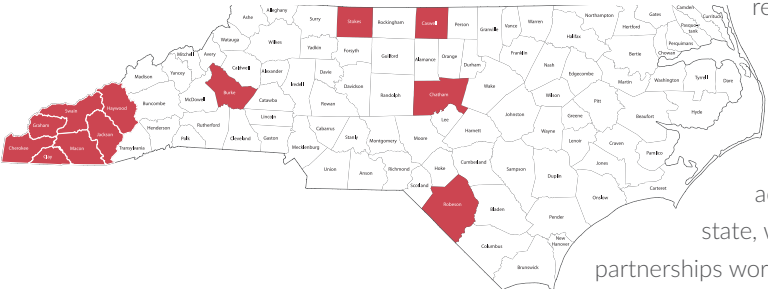 Alleghany
Ashe
Surry
Stokes
Rockingham
Caswell
Person
Granville
Vance
Warren
Northampton
Gates
Camden
Currituck
Pasquo-
tank
Perquimans
Chowan
Hertford
Halifax
Bertie
Watauga
Wilkes
Yadkin
Forsyth
Guilford
Alamance
Orange
Durham
Franklin
Nash
Edgecombe
Martin
Washington
Tyrrell
Dare
Mitchell
Avery
Caldwell
Alexander
Iredell
Davie
Davidson
Randolph
Chatham
Wake
Wilson
Pitt
Beaufort
Hyde
Madison
Yancey
McDowell
Burke
Catawba
Rowan
Lee
Johnston
Greene
Haywood
Buncombe
Swain
Graham
Cherokee
Clay
Macon
Jackson
Transylvania
Henderson
Polk
Rutherford
Cleveland
Lincoln
Gaston
Mecklenburg
Cabarrus
Stanly
Montgomery
Moore
Harnett
Wayne
Lenoir
Craven
Pamlico
Jones
Carteret
Onslow
Duplin
Sampson
Cumberland
Hoke
Scotland
Richmond
Anson
Union
Robeson
Bladen
Pender
New
Hanover
Columbus
Brunswick
re
a
state, w
partnerships wor